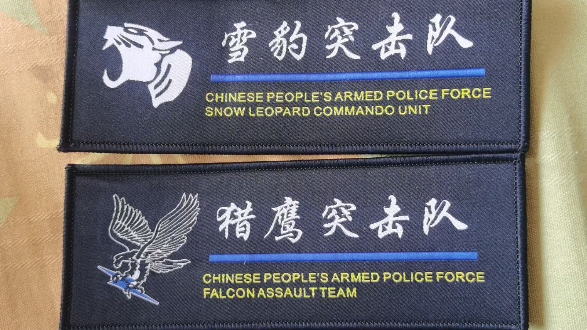 雪豹突击队
CHINESE PEOPLE'S ARMED POLICE FORCE
SNOW LEOPARD COMMANDO UNIT
猎鹰突击队
CHINESE PEOPLE'S ARMED POLICE FORCE
FALCON ASSAULT TEAM